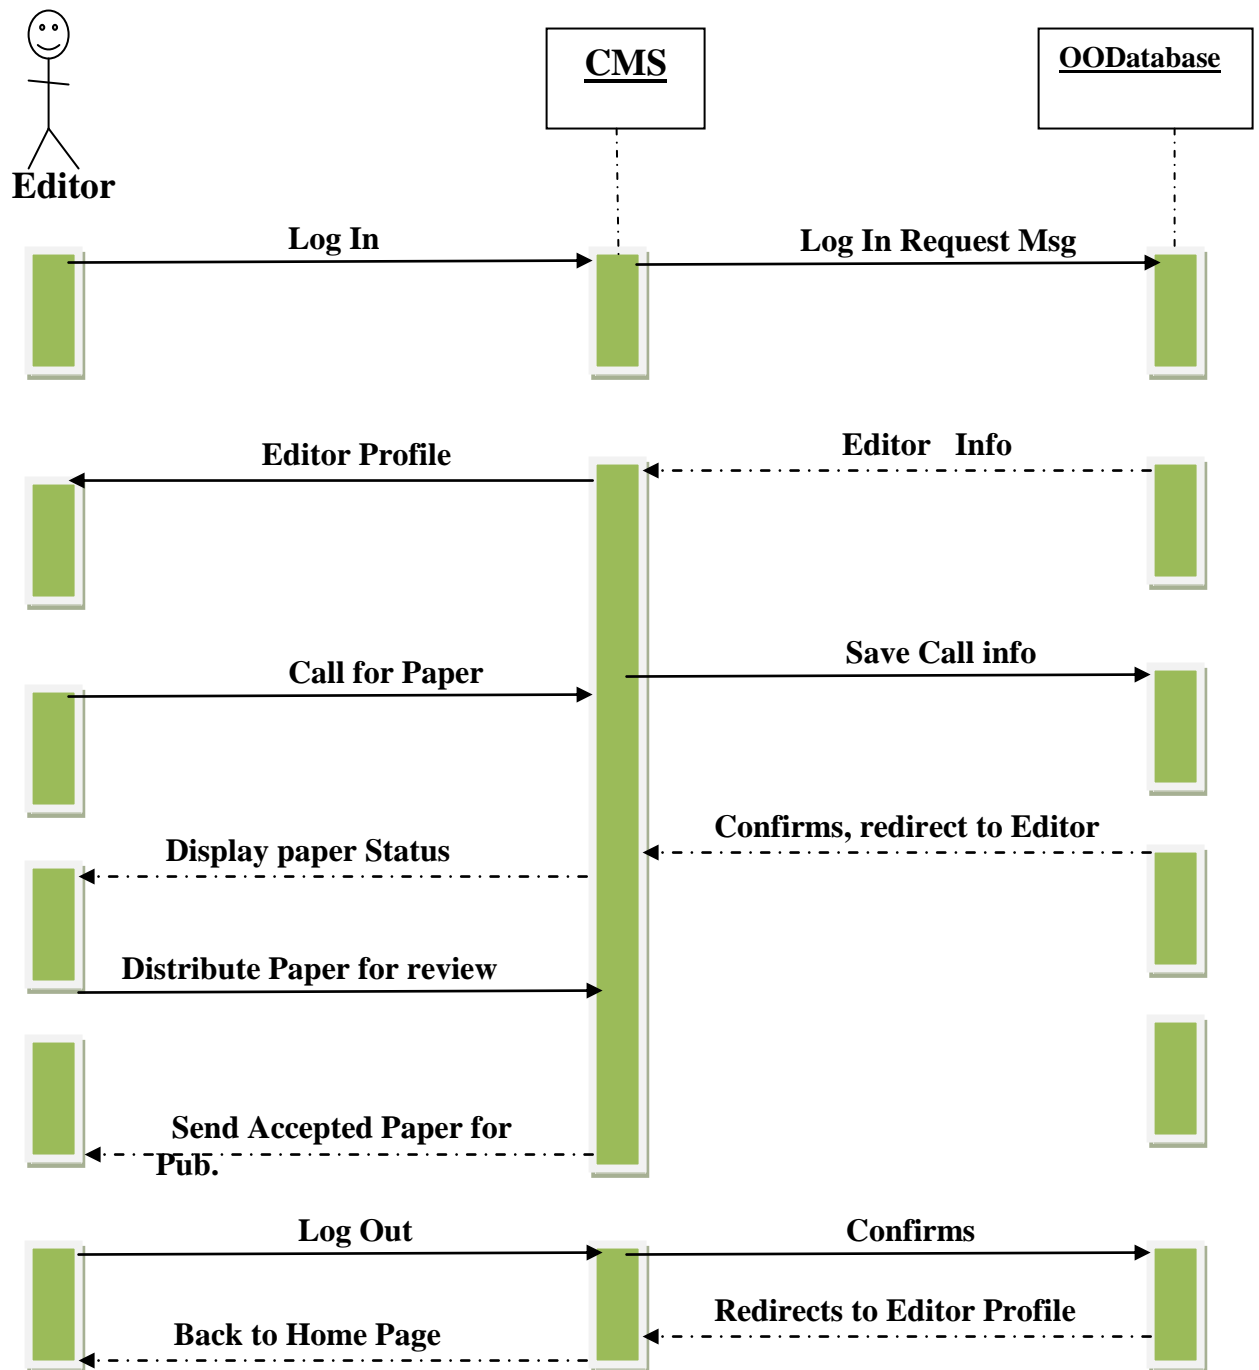 CMS
OODatabase
Editor
Log In
Log In Request Msg
Editor Profile
Editor Info
Call for Paper
Save Call info
Display paper Status
Confirms, redirect to Editor
Distribute Paper for review
Send Accepted Paper for
Pub.
Log Out
Confirms
Redirects to Editor Profile
Back to Home Page